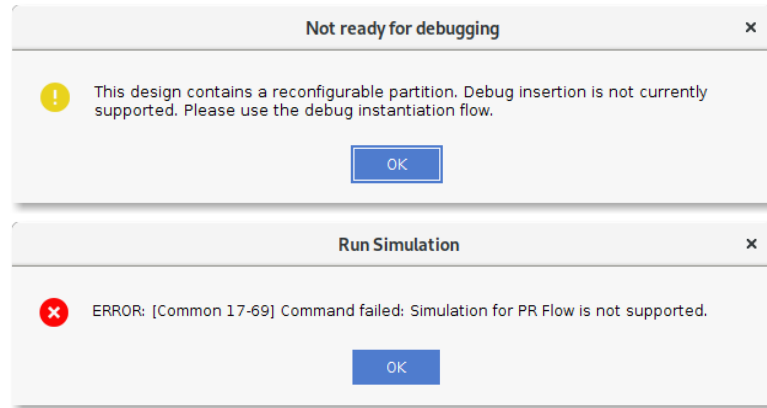 Not ready for debugging
This design contains a reconfigurable partition. Debug insertion is not currently
supported. Please use the debug instantiation flow.
OK
Run Simulation
ERROR: [Common 17-69] Command failed: Simulation for PR Flow is not supported.
OK